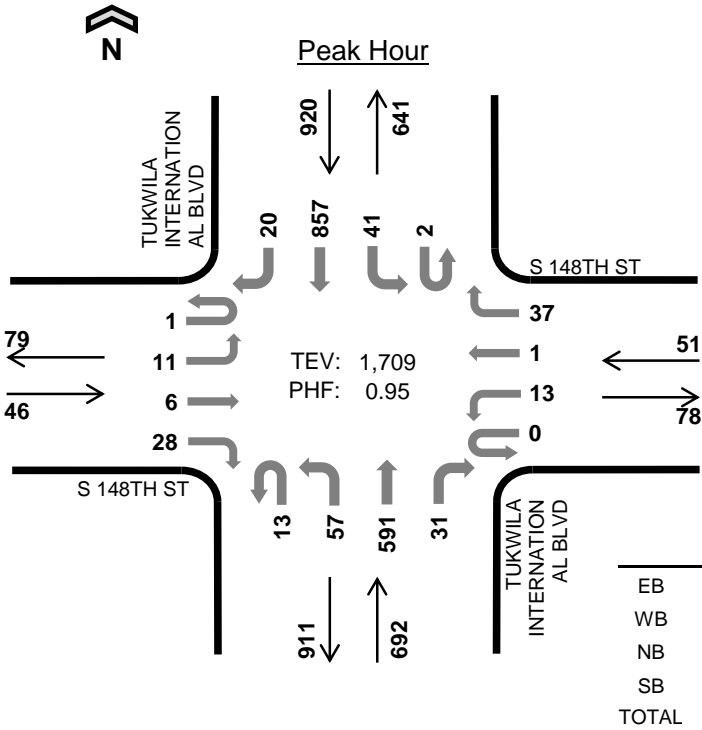 N
Peak Hour
920
641
TUKWILA
INTERNATION
AL BLVD
20
857
41
2
S 148TH ST
1
37
79
11
TEV: 1,709
1
51
46
6
PHF: 0.95
13
78
28
0
S 148TH ST
13
57
591
31
TUKWILA
INTERNATION
AL BLVD
911
692
EB
WB
NB
SB
TOTAL